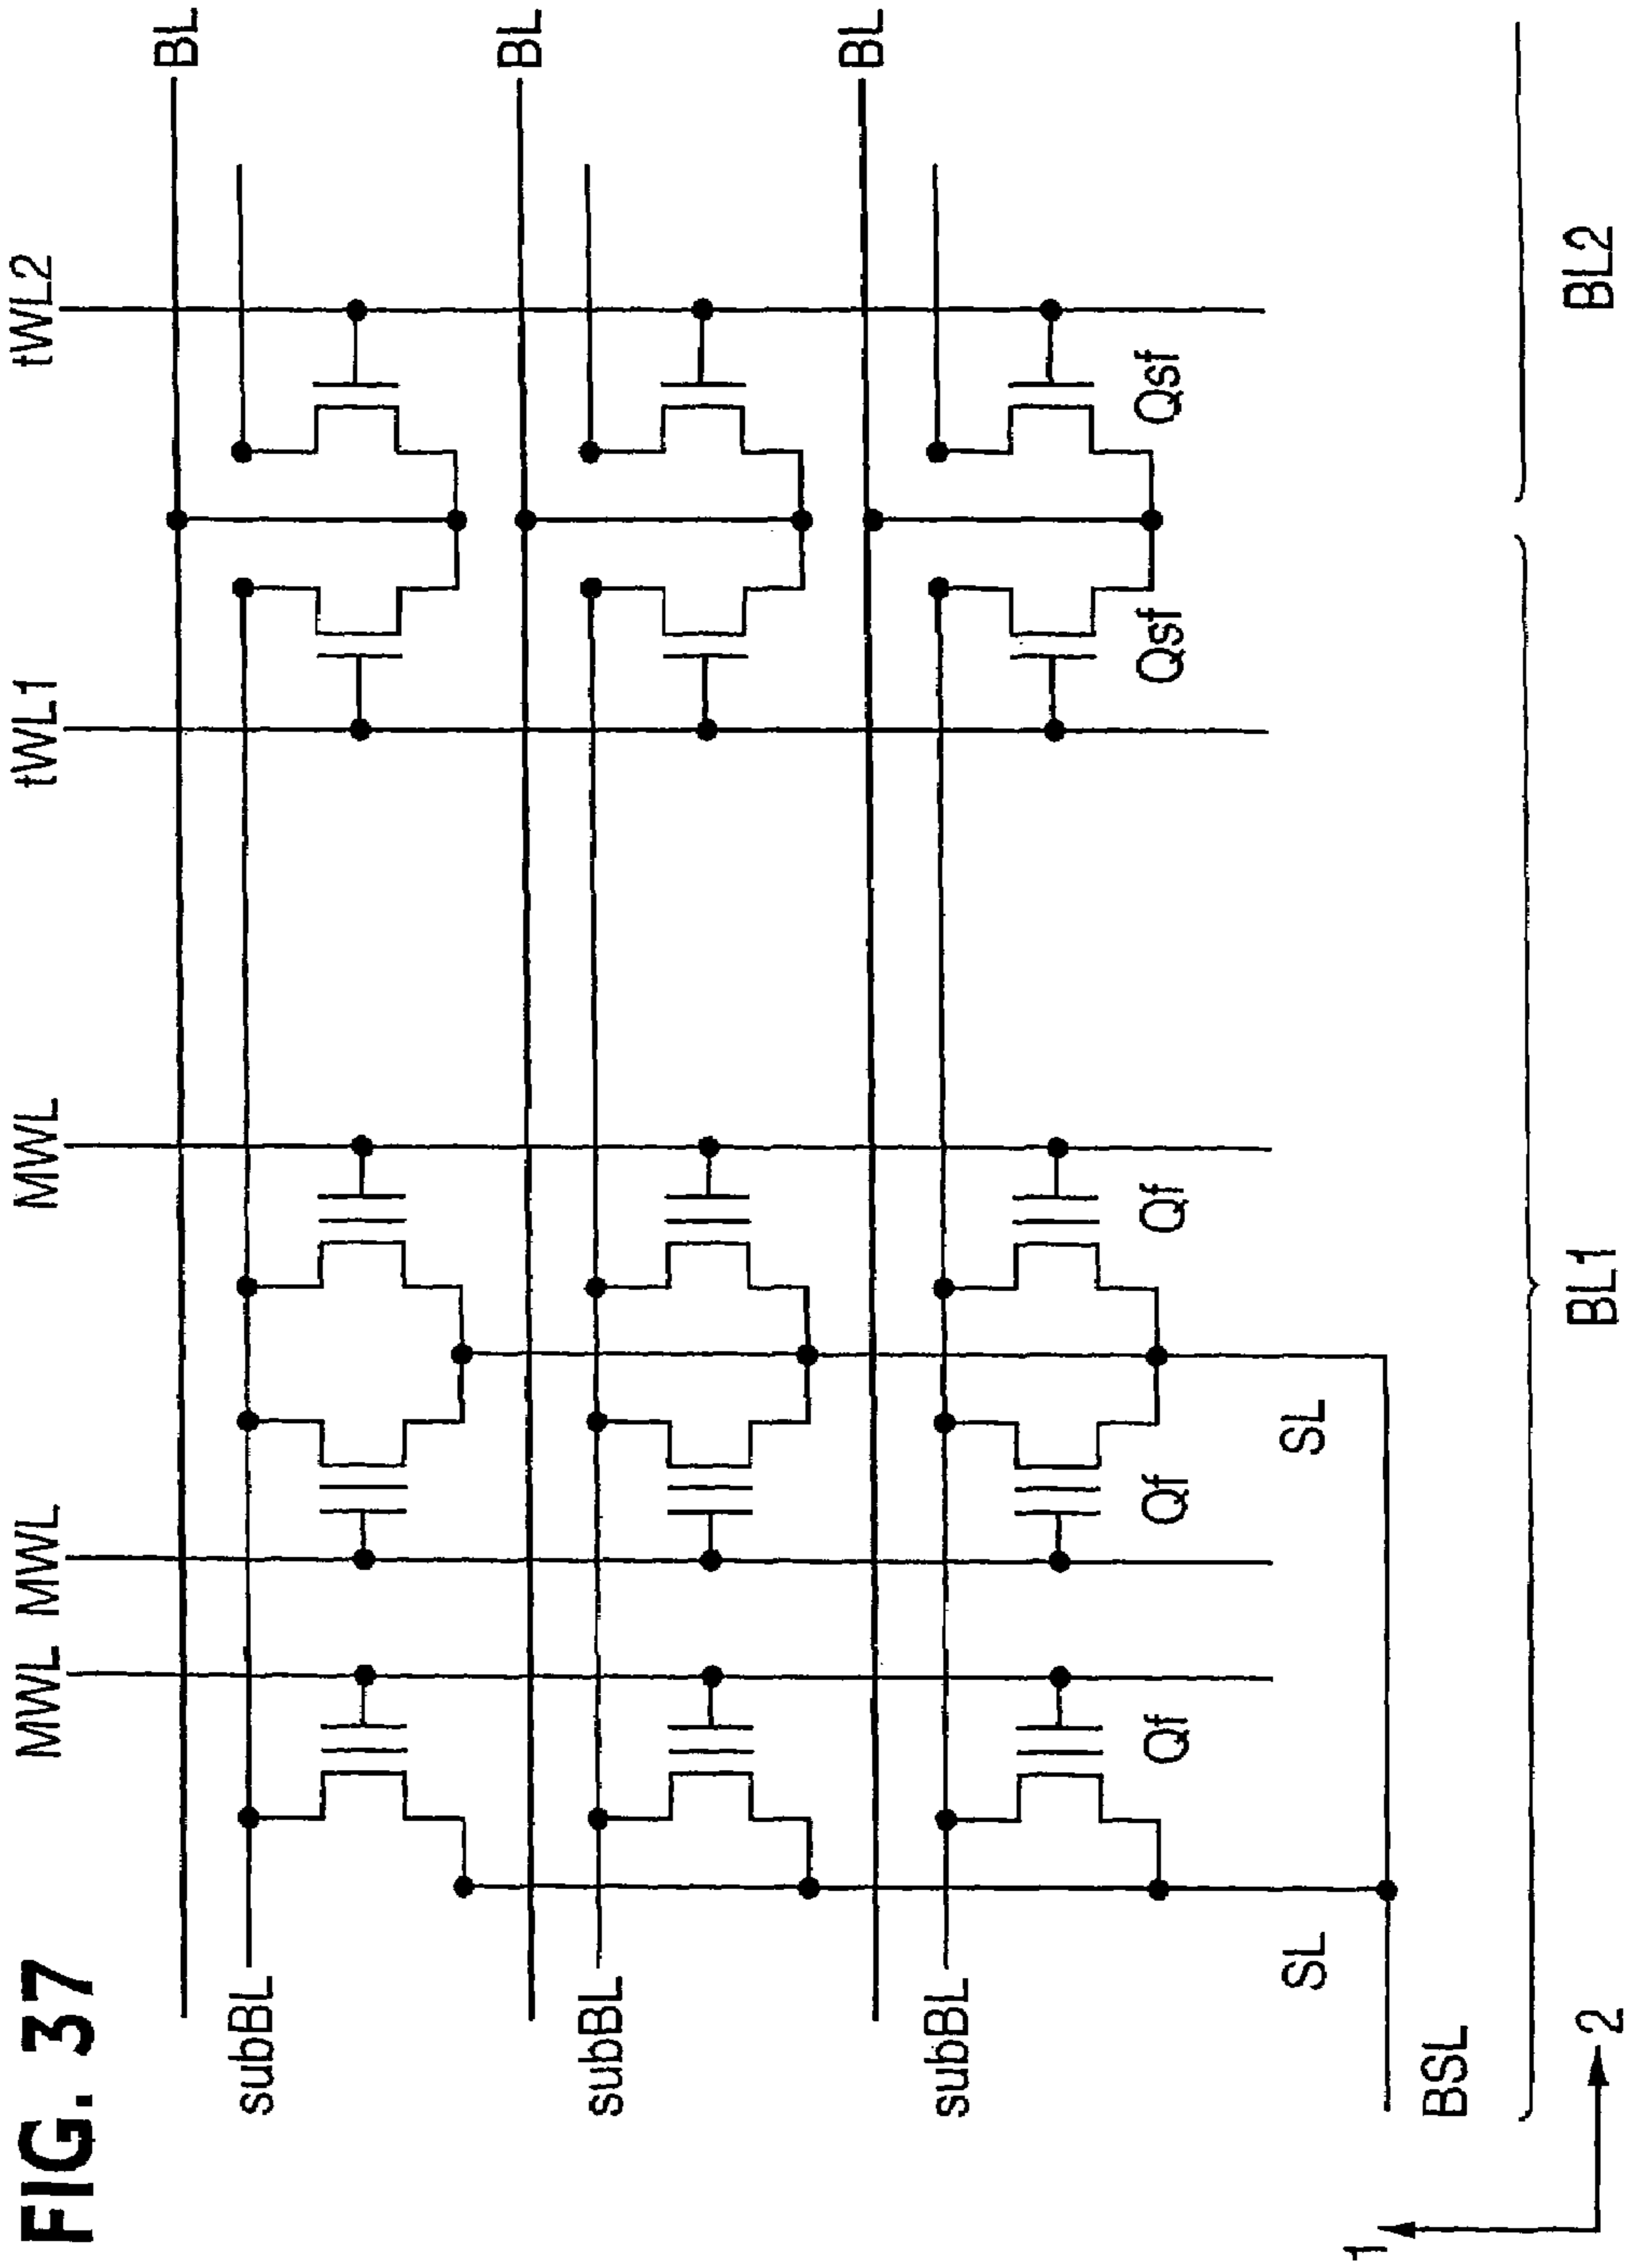 FIG. 37
MWL MWL MWL tWL1 tWL2
BL
subBL
BL
subBL
BL
subBL
Qf Qf Qf Qsf Qsf
SL SL
BSL
BL1 BL2
1
2